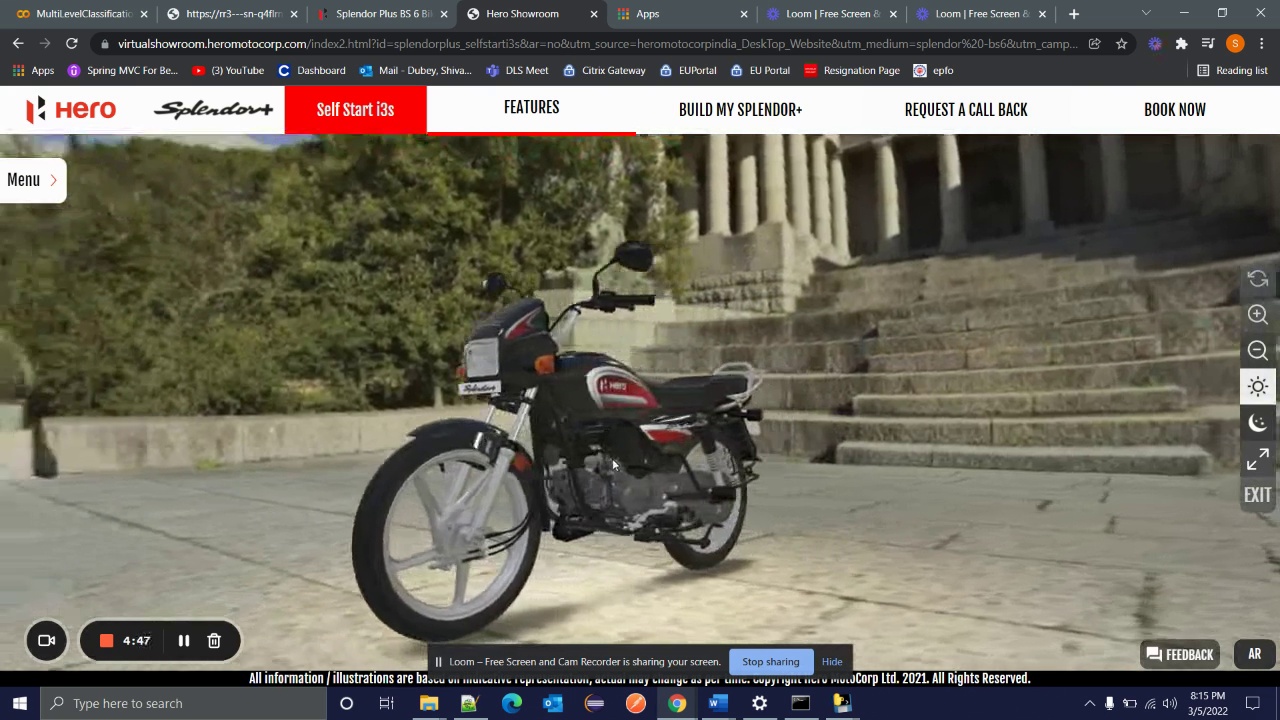 MultiLevelClassificatio
https://rr3---sn-q4flrn
Splendor Plus BS 6 Bik
Hero Showroom
Apps
Loom | Free Screen &
Loom | Free Screen &
virtualshowroom.heromotocorp.com/index2.html?id=splendorplus_selfstarti3s&at=no&utm_source=heromotocorpindia_DeskTop_Website&utm_medium=splendor%20-bs6&utm_camp...
S
Apps
Spring MVC For Be...
(3) YouTube
Dashboard
Mail - Dubey, Shiva...
DLS Meet
Citrix Gateway
EUPortal
EU Portal
Resignation Page
epfo
Reading list
Hero
Splendor+
Self Start i3s
FEATURES
BUILD MY SPLENDOR+
REQUEST A CALL BACK
BOOK NOW
Menu
Splendor+
Hero
EXIT
4:47
Loom – Free Screen and Cam Recorder is sharing your screen.
Stop sharing
Hide
FEEDBACK
AR
All information / illustrations are based on indicative representation, actual may change as per time. Copyright Hero MotoCorp Ltd. 2021. All Rights Reserved.
Type here to search
8:15 PM
3/5/2022